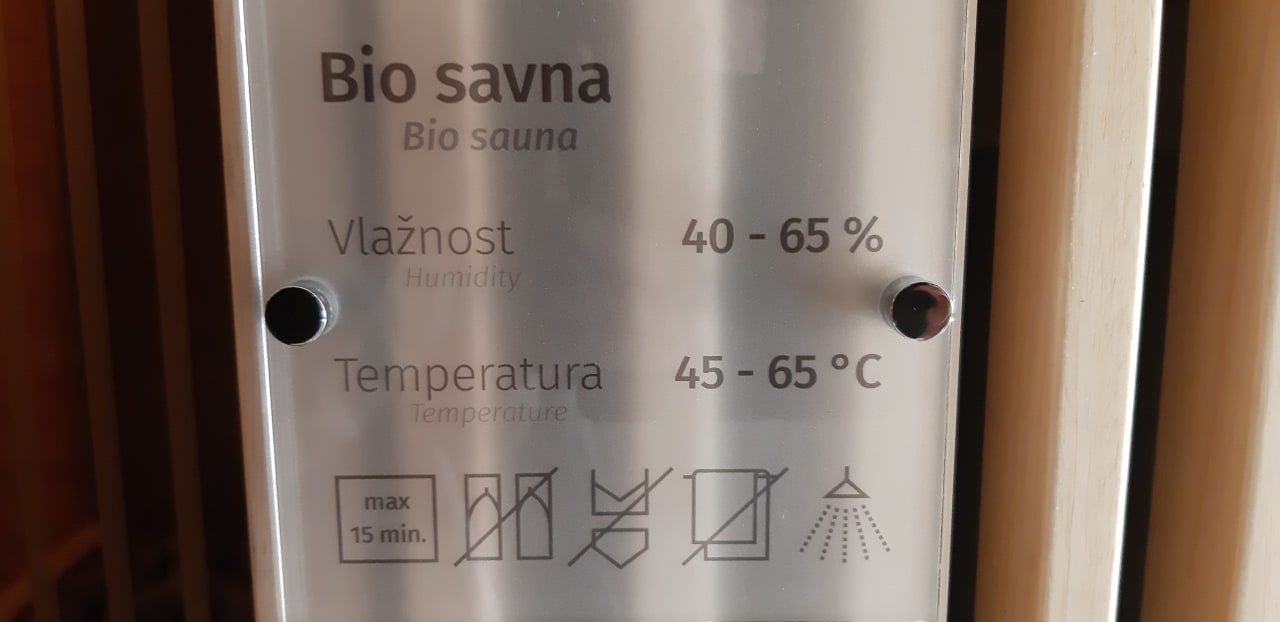 Bio savna
Bio sauna
Vlažnost 40 - 65 %
Humidity
Temperatura 45 - 65 °C
Temperature
max
15 min.